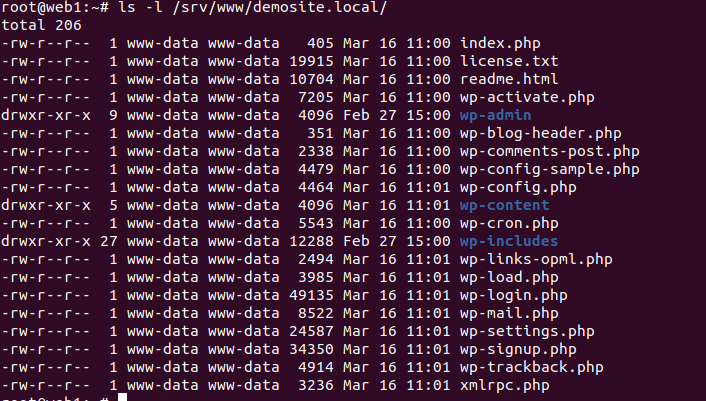 root@web1:~# ls -l /srv/www/demosite.local/
total 206
-rw-r--r--  1 www-data www-data   405 Mar 16 11:00 index.php
-rw-r--r--  1 www-data www-data 19915 Mar 16 11:00 license.txt
-rw-r--r--  1 www-data www-data 10704 Mar 16 11:00 readme.html
-rw-r--r--  1 www-data www-data  7205 Mar 16 11:00 wp-activate.php
drwxr-xr-x  9 www-data www-data  4096 Feb 27 15:00 wp-admin
-rw-r--r--  1 www-data www-data   351 Mar 16 11:00 wp-blog-header.php
-rw-r--r--  1 www-data www-data  2338 Mar 16 11:00 wp-comments-post.php
-rw-r--r--  1 www-data www-data  4479 Mar 16 11:00 wp-config-sample.php
-rw-r--r--  1 www-data www-data  4464 Mar 16 11:01 wp-config.php
drwxr-xr-x  5 www-data www-data  4096 Mar 16 11:01 wp-content
-rw-r--r--  1 www-data www-data  5543 Mar 16 11:00 wp-cron.php
drwxr-xr-x 27 www-data www-data 12288 Feb 27 15:00 wp-includes
-rw-r--r--  1 www-data www-data  2494 Mar 16 11:01 wp-links-opml.php
-rw-r--r--  1 www-data www-data  3985 Mar 16 11:01 wp-load.php
-rw-r--r--  1 www-data www-data 49135 Mar 16 11:01 wp-login.php
-rw-r--r--  1 www-data www-data  8522 Mar 16 11:01 wp-mail.php
-rw-r--r--  1 www-data www-data 24587 Mar 16 11:01 wp-settings.php
-rw-r--r--  1 www-data www-data 34350 Mar 16 11:01 wp-signup.php
-rw-r--r--  1 www-data www-data  4914 Mar 16 11:01 wp-trackback.php
-rw-r--r--  1 www-data www-data  3236 Mar 16 11:01 xmlrpc.php
root@web1:~#